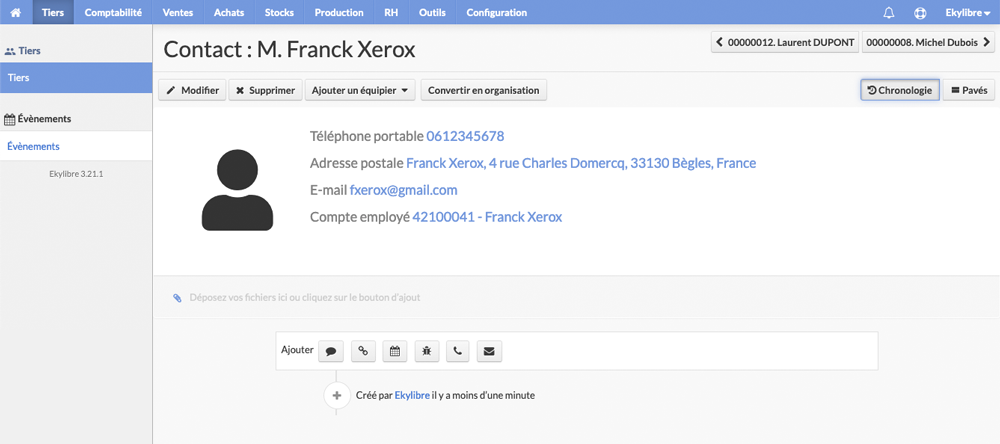 Tiers Comptabilité Ventes Achats Stocks Production RH Outils Configuration Ekylibre
Tiers
Tiers
Évènements
Évènements
Ekylibre 3.21.1
Contact : M. Franck Xerox
00000012. Laurent DUPONT 00000008. Michel Dubois
Modifier Supprimer Ajouter un équipier Convertir en organisation Chronologie Pavés
Téléphone portable 0612345678
Adresse postale Franck Xerox, 4 rue Charles Domercq, 33130 Bègles, France
E-mail fxerox@gmail.com
Compte employé 42100041 - Franck Xerox
Déposez vos fichiers ici ou cliquez sur le bouton d'ajout
Ajouter
Créé par Ekylibre il y a moins d'une minute